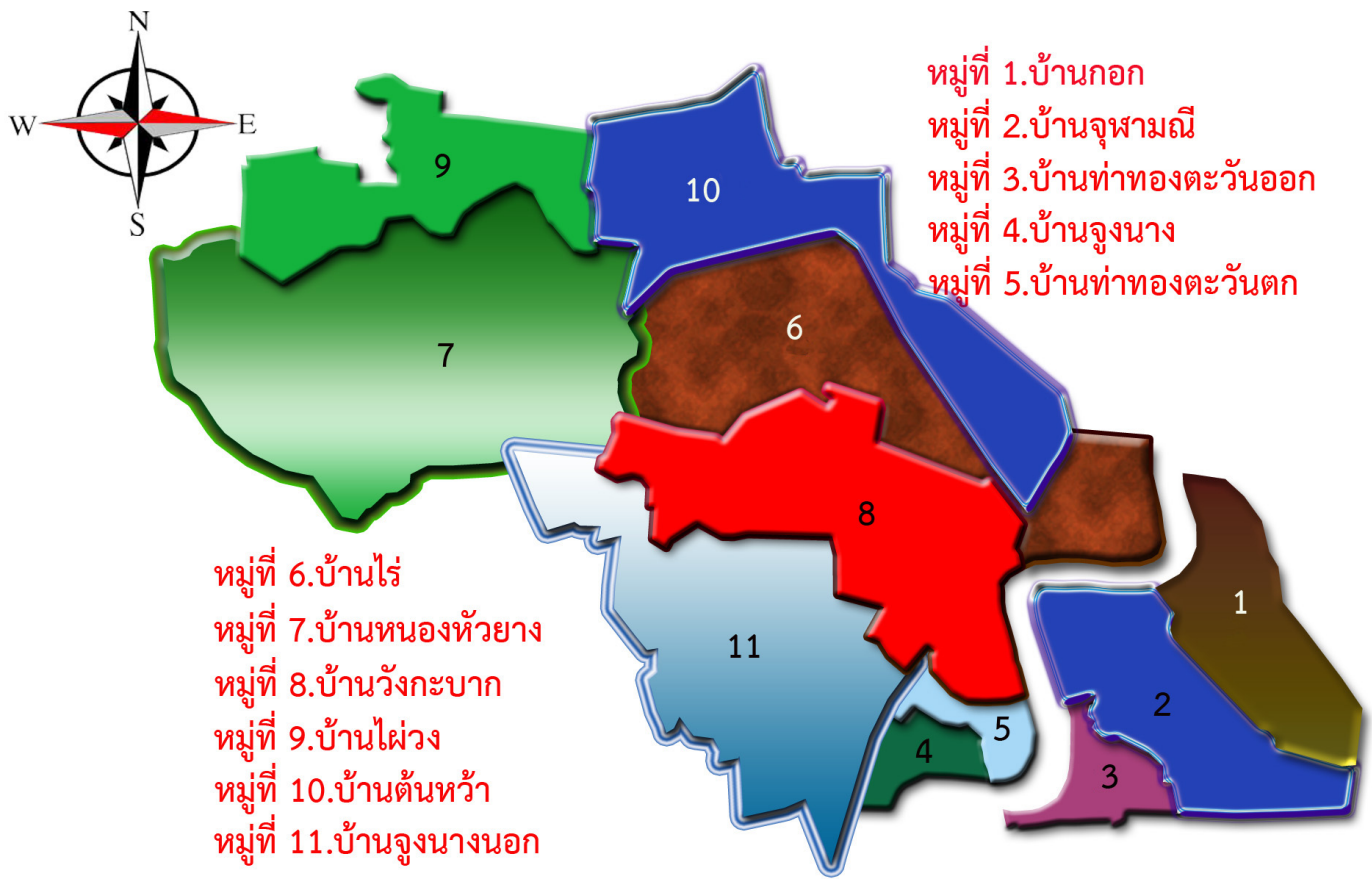 N
W E
S
หมู่ที่ 1.บ้านกอก
หมู่ที่ 2.บ้านจุฬามณี
หมู่ที่ 3.บ้านท่าทองตะวันออก
หมู่ที่ 4.บ้านจูงนาง
หมู่ที่ 5.บ้านท่าทองตะวันตก
9
10
6
7
8
11
5
4
1
2
3
หมู่ที่ 6.บ้านไร่
หมู่ที่ 7.บ้านหนองหัวยาง
หมู่ที่ 8.บ้านวังกะบาก
หมู่ที่ 9.บ้านไผ่วง
หมู่ที่ 10.บ้านต้นหว้า
หมู่ที่ 11.บ้านจูงนางนอก